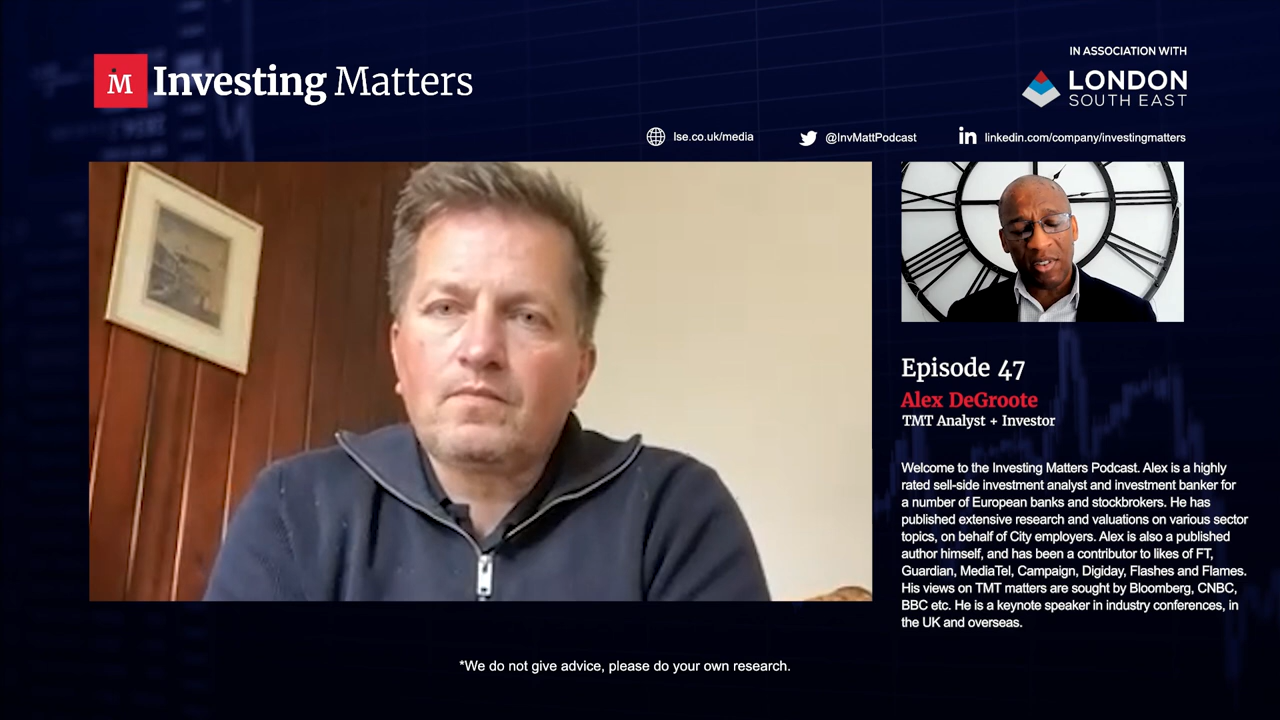 M Investing Matters
IN ASSOCIATION WITH
LONDON
SOUTH EAST
lse.co.uk/media
@InvMattPodcast
in linkedin.com/company/investingmatters
Episode 47
Alex DeGroote
TMT Analyst + Investor
Welcome to the Investing Matters Podcast. Alex is a highly
rated sell-side investment analyst and investment banker for
a number of European banks and stockbrokers. He has
published extensive research and valuations on various sector
topics, on behalf of City employers. Alex is also a published
author himself, and has been a contributor to likes of FT,
Guardian, MediaTel, Campaign, Digiday, Flashes and Flames.
His views on TMT matters are sought by Bloomberg, CNBC,
BBC etc. He is a keynote speaker in industry conferences, in
the UK and overseas.
*We do not give advice, please do your own research.